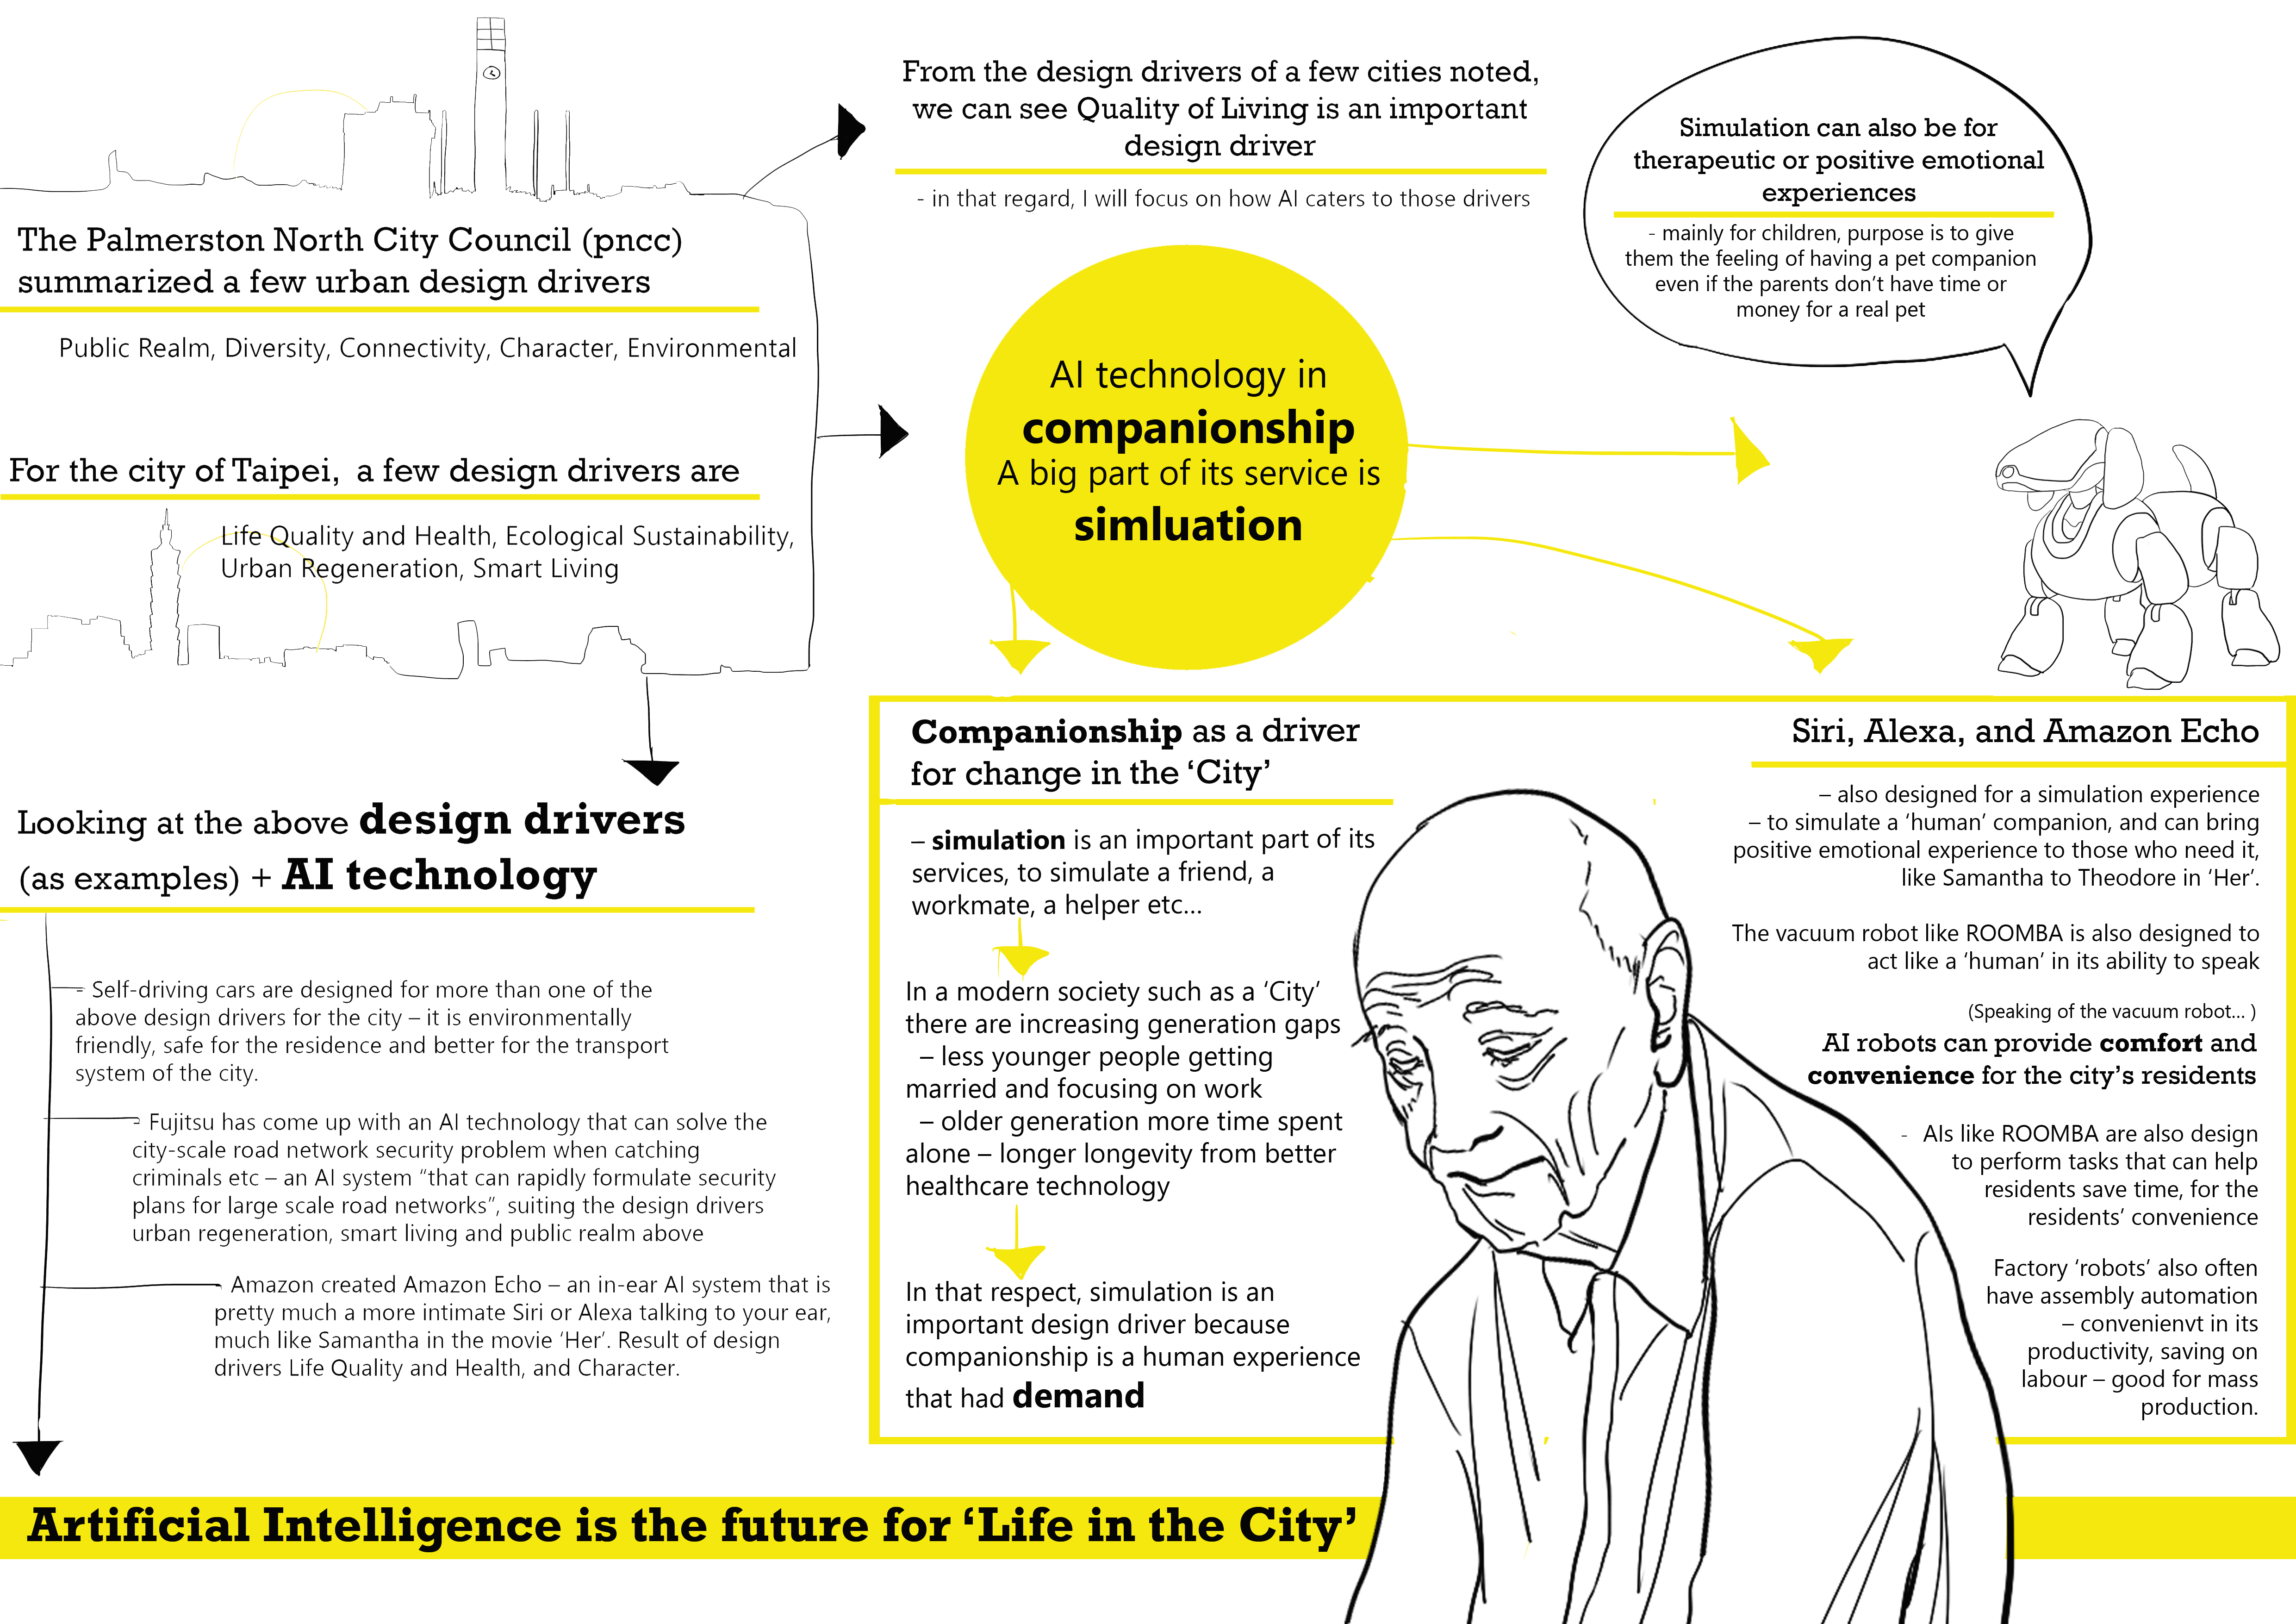 The Palmerston North City Council (pncc)
summarized a few urban design drivers
Public Realm, Diversity, Connectivity, Character, Environmental
For the city of Taipei,  a few design drivers are
Life Quality and Health, Ecological Sustainability,
Urban Regeneration, Smart Living
Looking at the above design drivers
(as examples) + AI technology
- Self-driving cars are designed for more than one of the
above design drivers for the city – it is environmentally
friendly, safe for the residence and better for the transport
system of the city.
- Fujitsu has come up with an AI technology that can solve the
city-scale road network security problem when catching
criminals etc – an AI system “that can rapidly formulate security
plans for large scale road networks”, suiting the design drivers
urban regeneration, smart living and public realm above
- Amazon created Amazon Echo – an in-ear AI system that is
pretty much a more intimate Siri or Alexa talking to your ear,
much like Samantha in the movie ‘Her’. Result of design
drivers Life Quality and Health, and Character.
From the design drivers of a few cities noted,
we can see Quality of Living is an important
design driver
- in that regard, I will focus on how AI caters to those drivers
AI technology in
companionship
A big part of its service is
simluation
Simulation can also be for
therapeutic or positive emotional
experiences
- mainly for children, purpose is to give
them the feeling of having a pet companion
even if the parents don’t have time or
money for a real pet
Companionship as a driver
for change in the ‘City’
– simulation is an important part of its
services, to simulate a friend, a
workmate, a helper etc...
In a modern society such as a ‘City’
there are increasing generation gaps
– less younger people getting
married and focusing on work
– older generation more time spent
alone – longer longevity from better
healthcare technology
In that respect, simulation is an
important design driver because
companionship is a human experience
that had demand
Siri, Alexa, and Amazon Echo
– also designed for a simulation experience
– to simulate a ‘human’ companion, and can bring
positive emotional experience to those who need it,
like Samantha to Theodore in ‘Her’.
The vacuum robot like ROOMBA is also designed to
act like a ‘human’ in its ability to speak
(Speaking of the vacuum robot... )
AI robots can provide comfort and
convenience for the city’s residents
- AIs like ROOMBA are also design
to perform tasks that can help
residents save time, for the
residents’ convenience
Factory ‘robots’ also often
have assembly automation
– convenienvt in its
productivity, saving on
labour – good for mass
production.
Artificial Intelligence is the future for ‘Life in the City’